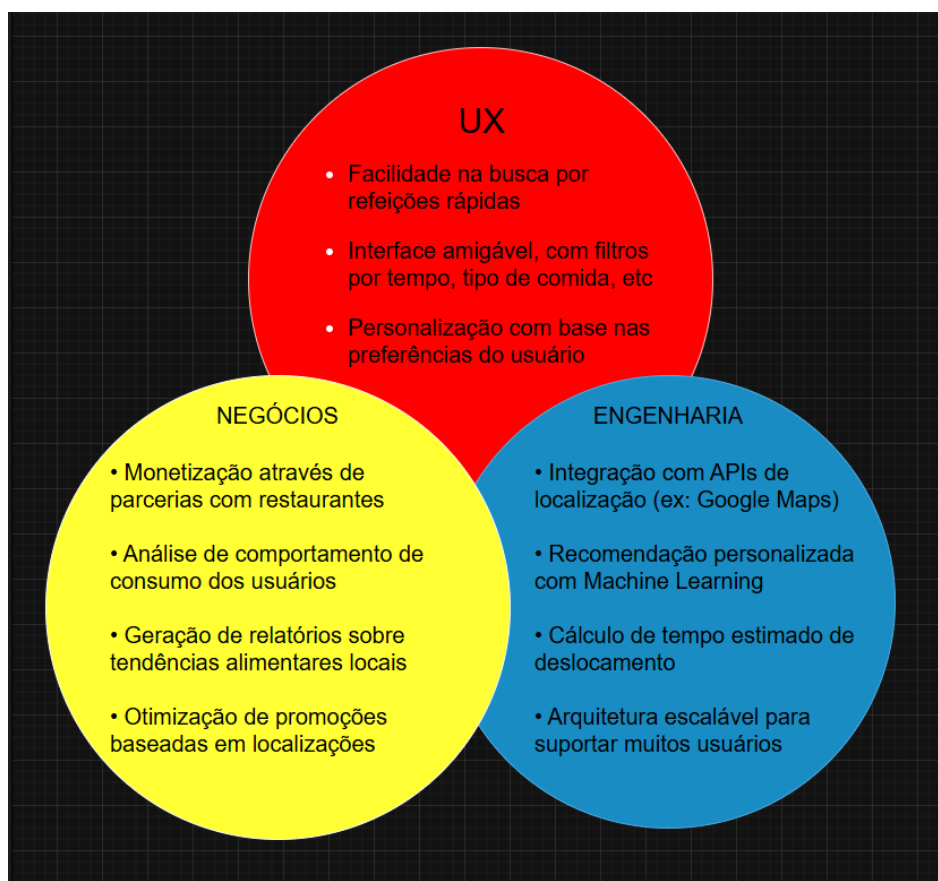 UX
• Facilidade na busca por
refeições rápidas
• Interface amigável, com filtros
por tempo, tipo de comida, etc
• Personalização com base nas
preferências do usuário
NEGÓCIOS
• Monetização através de
parcerias com restaurantes
• Análise de comportamento de
consumo dos usuários
• Geração de relatórios sobre
tendências alimentares locais
• Otimização de promoções
baseadas em localizações
ENGENHARIA
• Integração com APIs de
localização (ex: Google Maps)
• Recomendação personalizada
com Machine Learning
• Cálculo de tempo estimado de
deslocamento
• Arquitetura escalável para
suportar muitos usuários